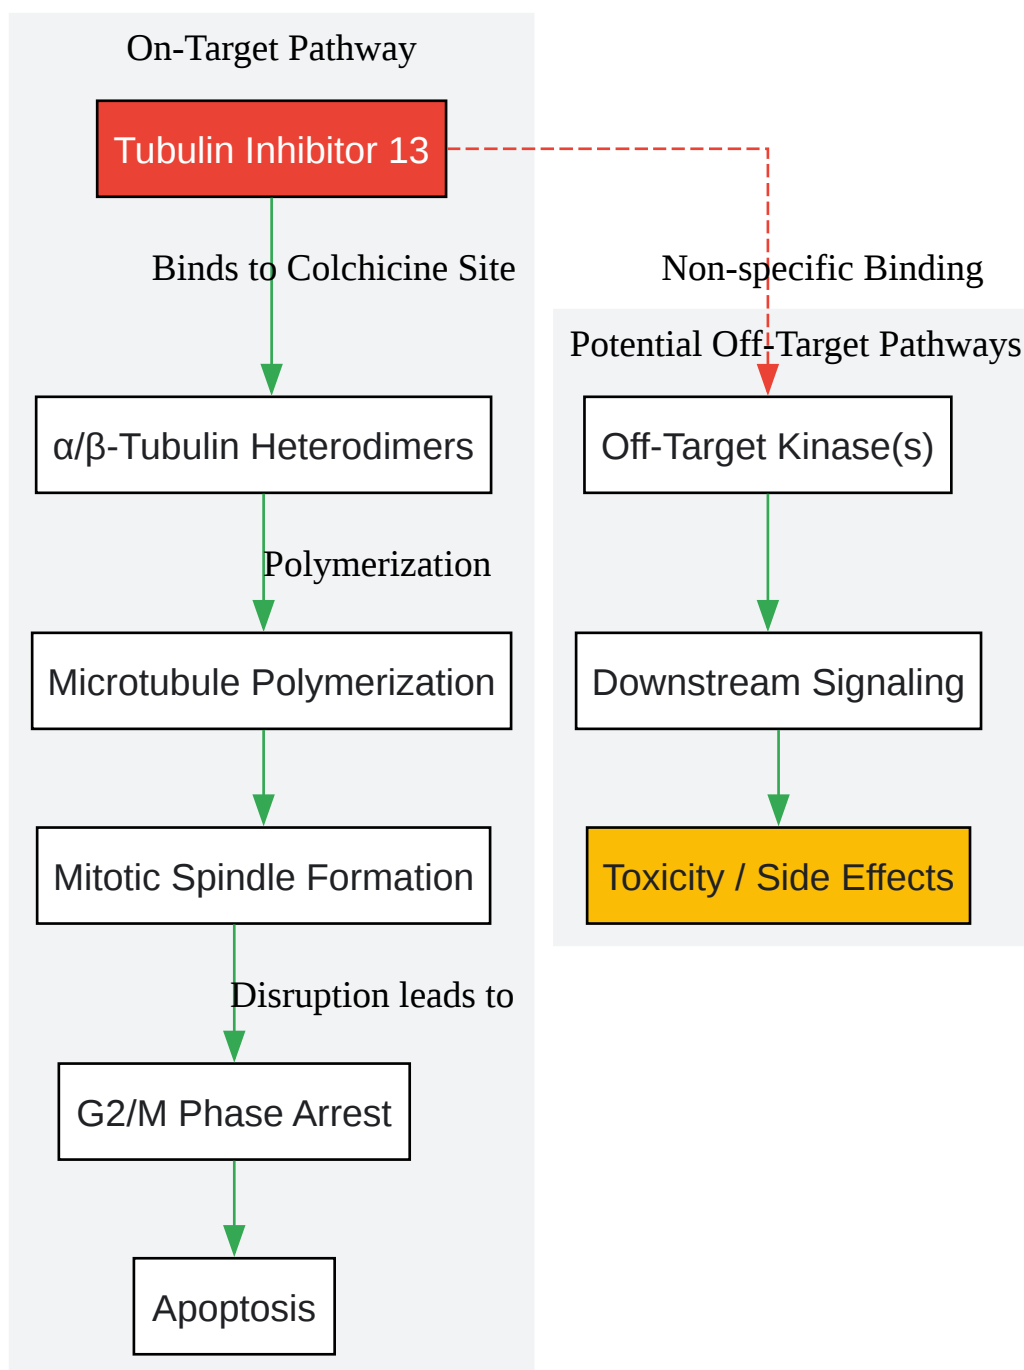 On-Target Pathway
Tubulin Inhibitor 13
Binds to Colchicine Site
Non-specific Binding
Potential Off-Target Pathways
α/β-Tubulin Heterodimers
Off-Target Kinase(s)
Polymerization
Microtubule Polymerization
Downstream Signaling
Mitotic Spindle Formation
Toxicity / Side Effects
Disruption leads to
G2/M Phase Arrest
Apoptosis